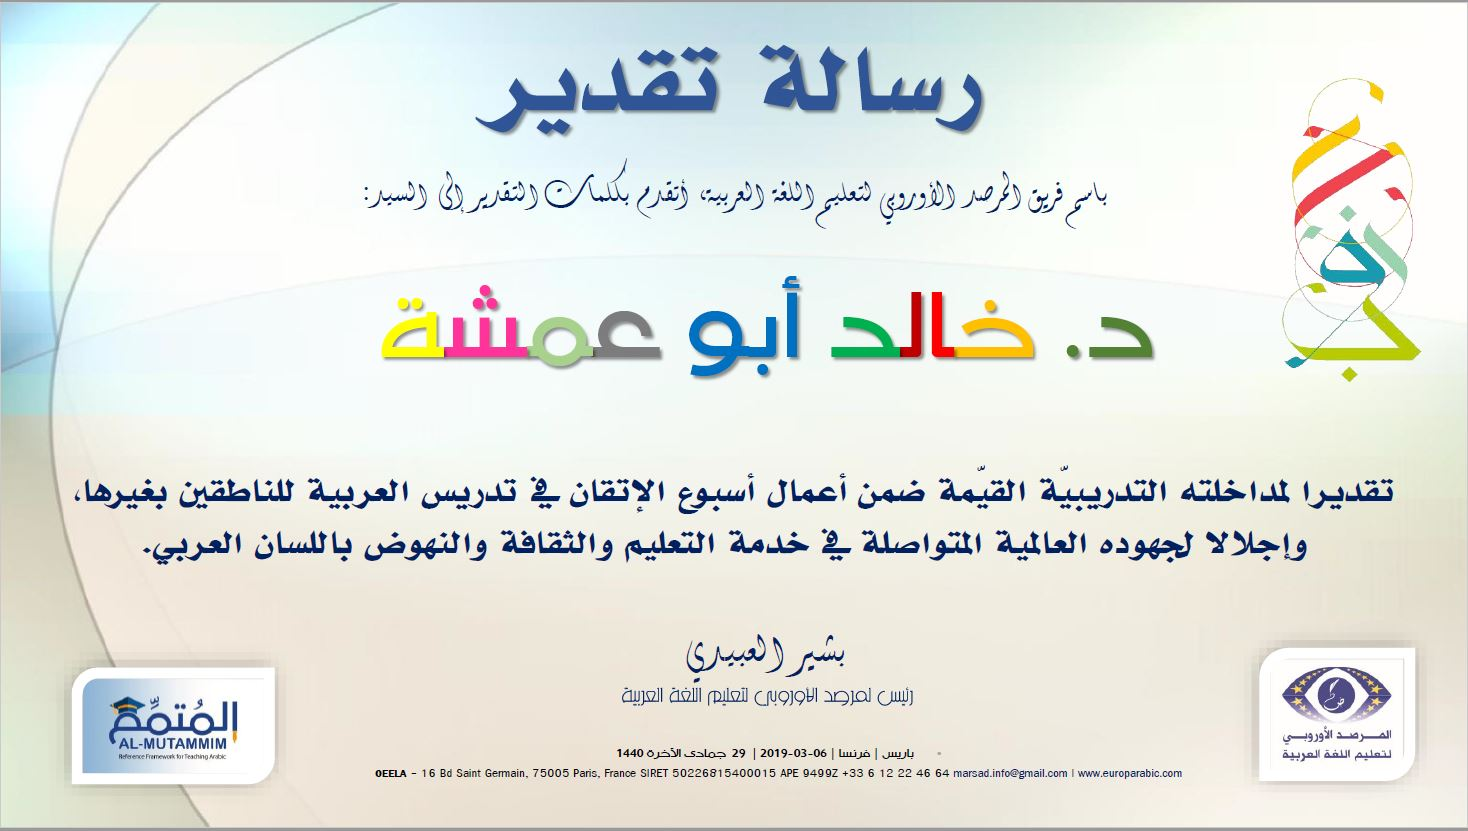 رسالة تقدير
باسم فريق المرصد الأوروبي لتعليم اللغة العربية، أتقدم بكلمات التقدير إلى السيد:
د. خالد أبو عمشة
تقديرا لمداخلته التدريبيّة القيّمة ضمن أعمال أسبوع الإتقان في تدريس العربية للناطقين بغيرها،
وإجلالا لجهوده العالمية المتواصلة في خدمة التعليم والثقافة والنهوض باللسان العربي.
بشير العبيدي
رئيس لمرصد الأوروبي لتعليم اللغة العربية
باريس | فرنسا | 06-03-2019 | 29 جمادى الآخرة 1440
OEELA - 16 Bd Saint Germain, 75005 Paris, France SIRET 50226815400015 APE 9499Z +33 6 12 22 46 64 marsad.info@gmail.com | www.europarabic.com
المرصد الأوروبي
لتعليم اللغة العربية
المُتمِّم
AL-MUTAMMIM
Reference Framework for Teaching Arabic